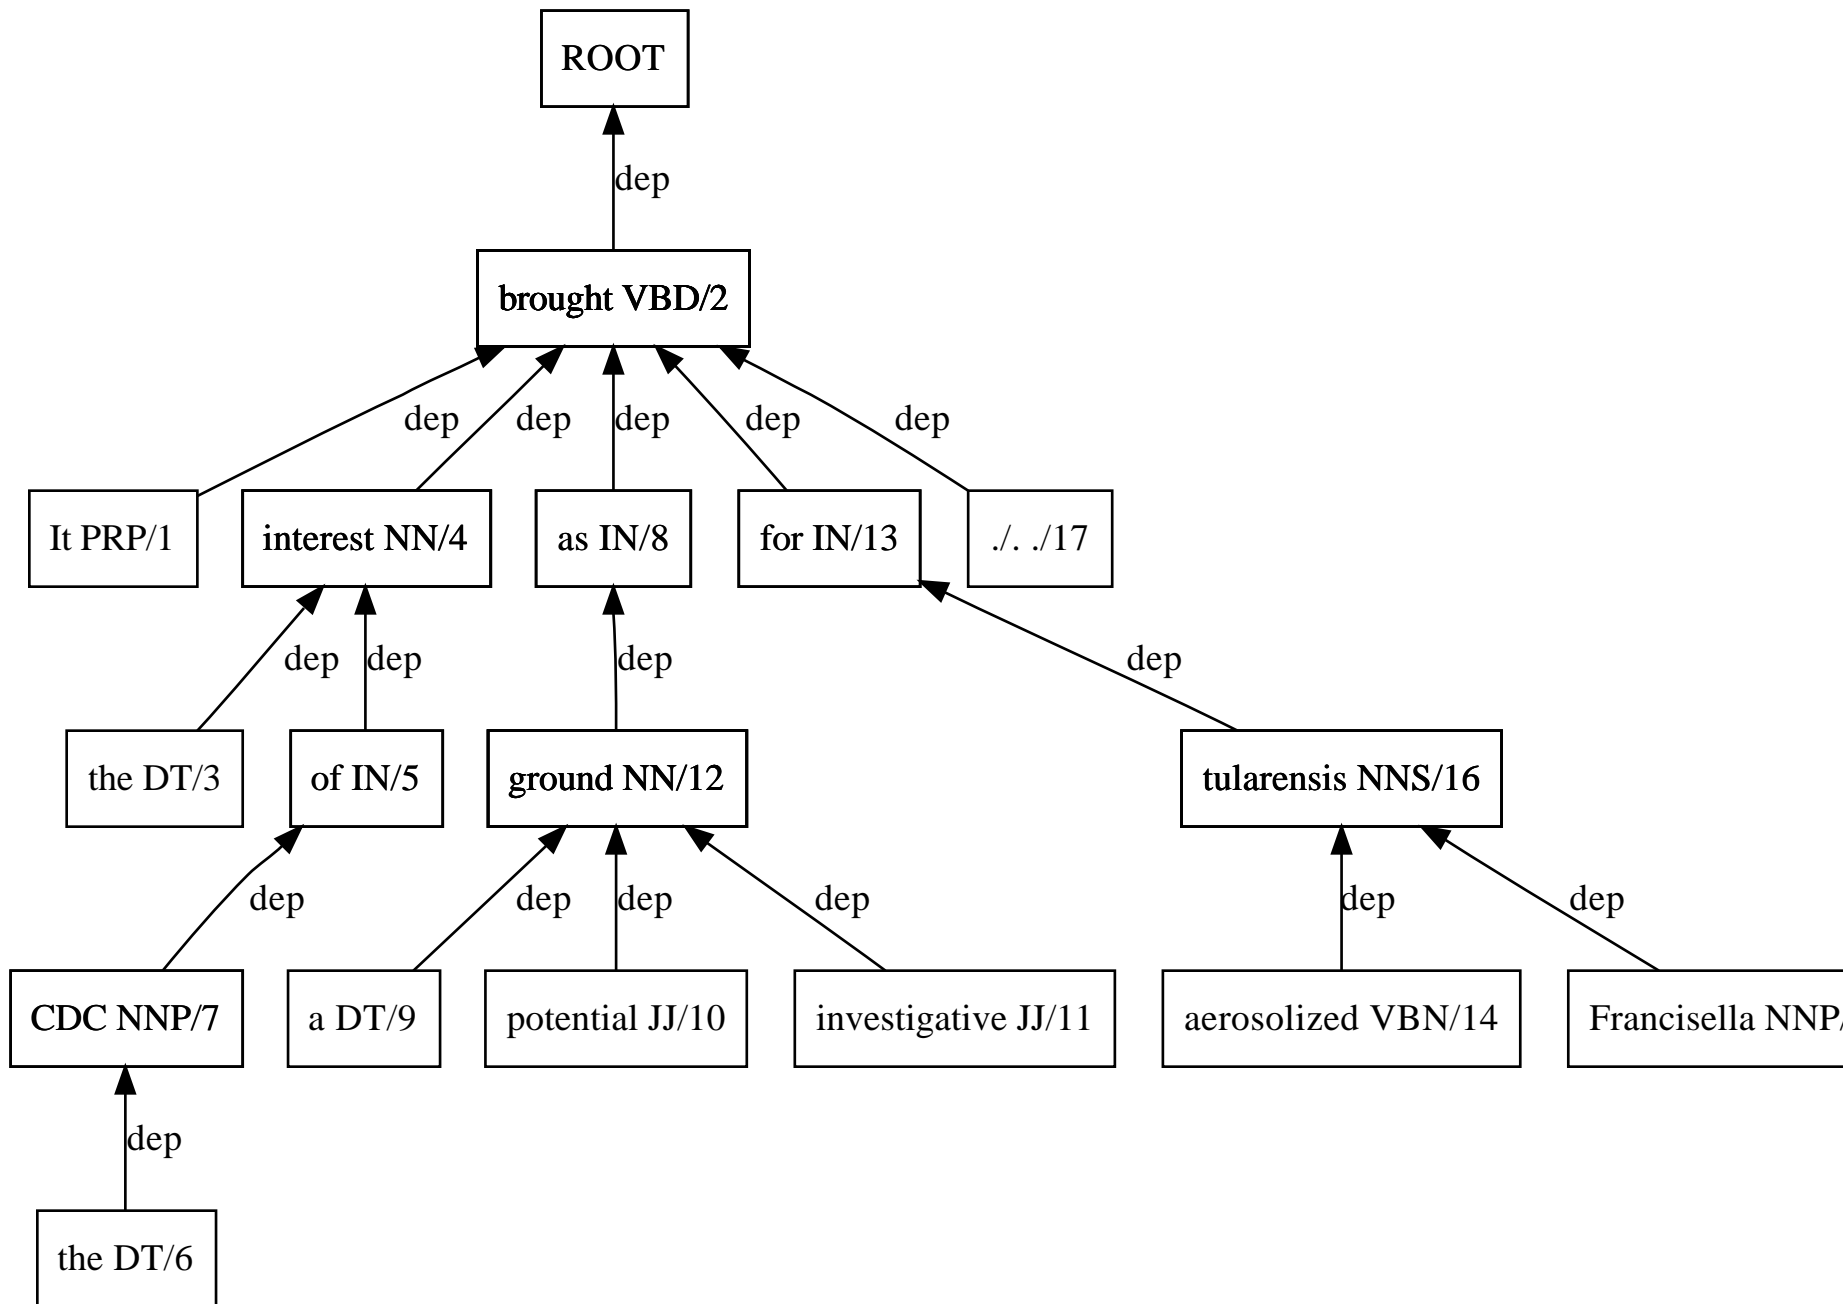 ROOT
dep
brought VBD/2
dep dep dep dep dep
It PRP/1 interest NN/4 as IN/8 for IN/13 ./. ./17
dep dep dep dep
the DT/3 of IN/5 ground NN/12 tularensis NNS/16
dep dep dep dep dep dep
CDC NNP/7 a DT/9 potential JJ/10 investigative JJ/11 aerosolized VBN/14 Francisella NNP/
dep
the DT/6